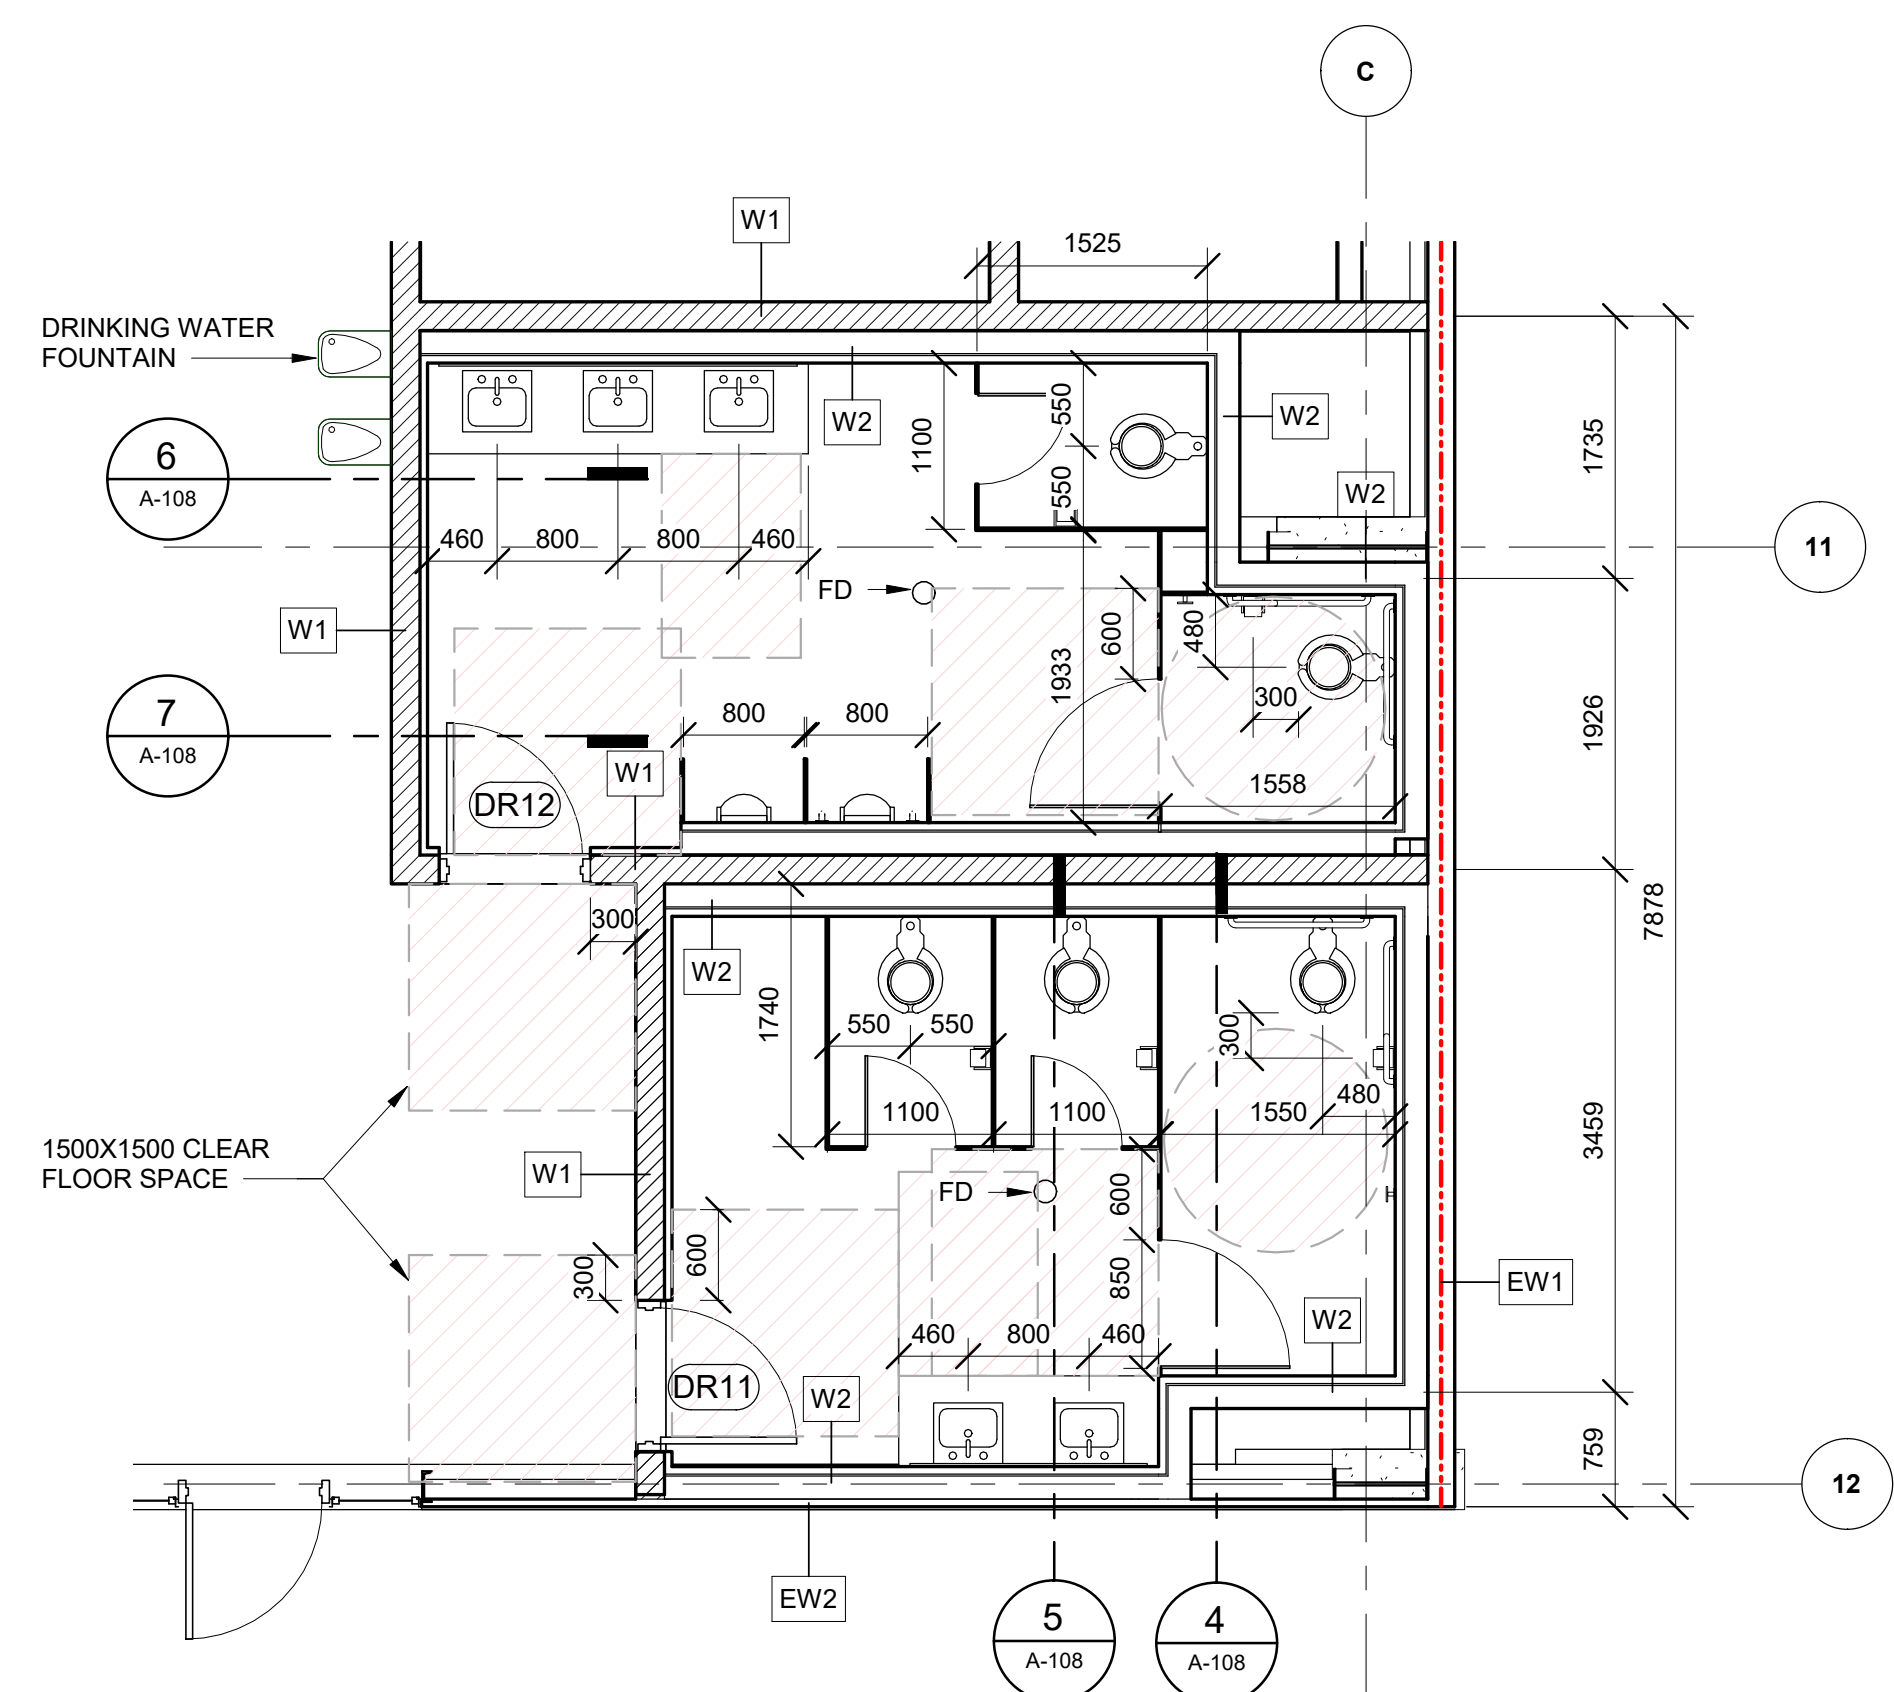 C
W1
1525
DRINKING WATER
FOUNTAIN
W2
550
W2
1100
1735
6
A-108
550
W2
460
800
800
460
11
FD
W1
600
480
1933
300
1926
7
A-108
800
800
W1
1558
DR12
7878
300
W2
1740
550
550
300
1100
1100
1550
480
3459
1500X1500 CLEAR
FLOOR SPACE
W1
FD
600
600
300
850
EW1
460
800
460
W2
DR11
W2
759
12
EW2
5
A-108
4
A-108